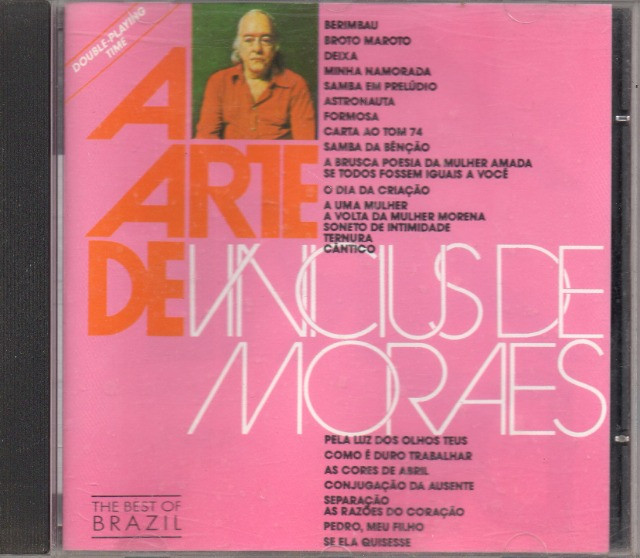 DOUBLE-PLAYING
TIME
A
ARTE
DE VINICIUS DE
MORAES
BERIMBAU
BROTO MAROTO
DEIXA
MINHA NAMORADA
SAMBA EM PRELÚDIO
ASTRONAUTA
FORMOSA
CARTA AO TOM 74
SAMBA DA BÊNÇÃO
A BRUSCA POESIA DA MULHER AMADA
SE TODOS FOSSEM IGUAIS A VOCÊ
O DIA DA CRIAÇÃO
A UMA MULHER
A VOLTA DA MULHER MORENA
SONETO DE INTIMIDADE
TERNURA
CÂNTICO
PELA LUZ DOS OLHOS TEUS
COMO É DURO TRABALHAR
AS CORES DE ABRIL
CONJUGAÇÃO DA AUSENTE
SEPARAÇÃO
AS RAZÕES DO CORAÇÃO
PEDRO, MEU FILHO
SE ELA QUISESSE
THE BEST OF
BRAZIL